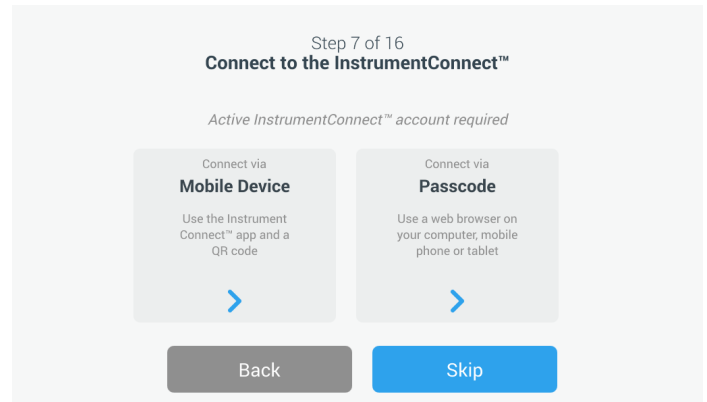 Step 7 of 16
Connect to the InstrumentConnect™
Active InstrumentConnect™ account required
Connect via
Mobile Device
Use the Instrument
Connect™ app and a
QR code
Connect via
Passcode
Use a web browser on
your computer, mobile
phone or tablet
Back
Skip